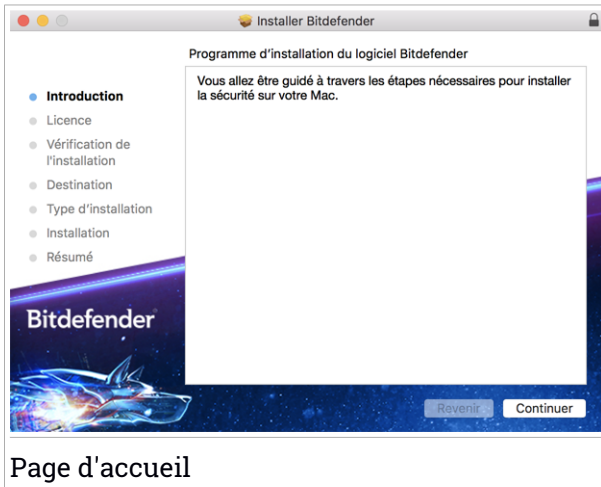 Installer Bitdefender
Programme d'installation du logiciel Bitdefender
Vous allez être guidé à travers les étapes nécessaires pour installer
la sécurité sur votre Mac.
Introduction
Licence
Vérification de
l'installation
Destination
Type d'installation
Installation
Résumé
Bitdefender
Revenir
Continuer
Page d'accueil